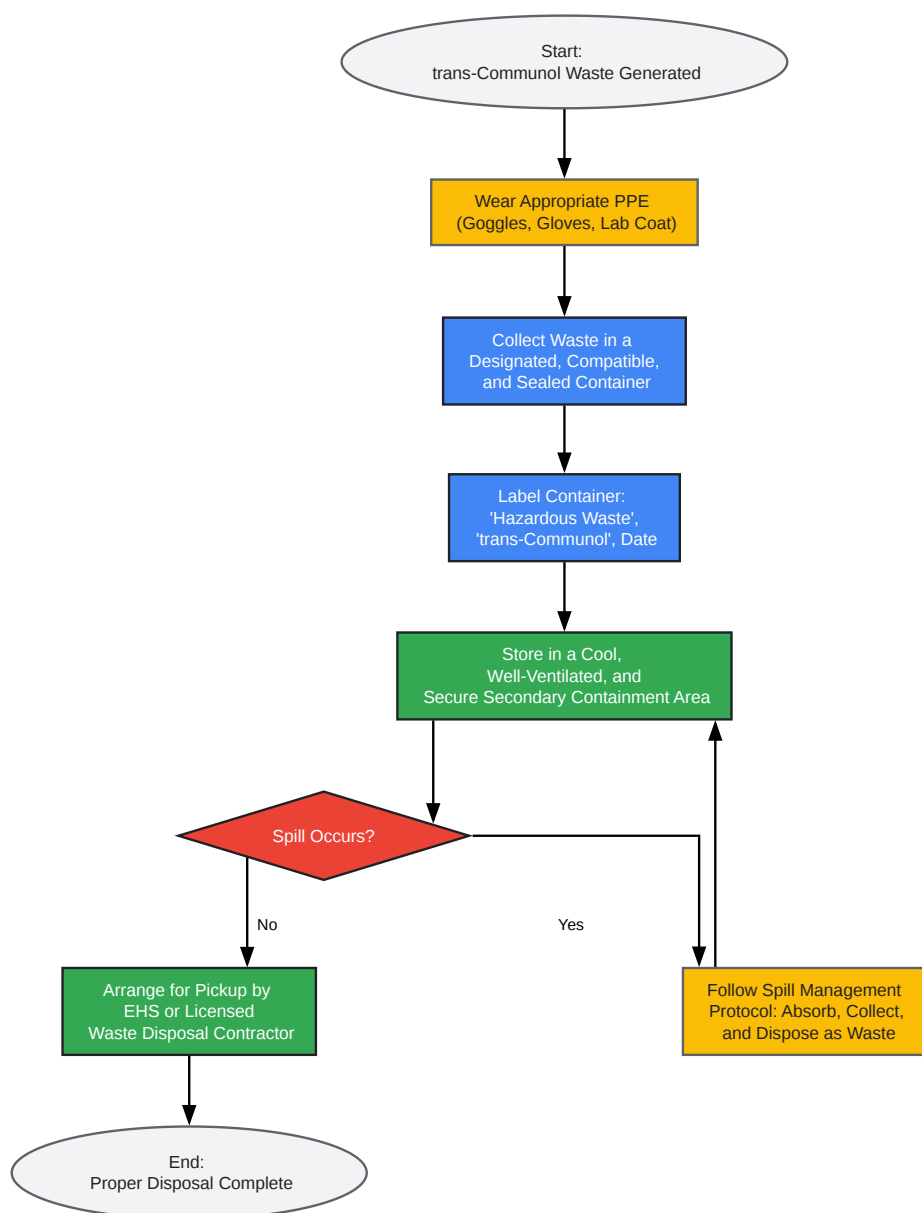 Start:
trans-Communol Waste Generated
Wear Appropriate PPE
(Goggles, Gloves, Lab Coat)
Collect Waste in a
Designated, Compatible,
and Sealed Container
Label Container:
'Hazardous Waste',
'trans-Communol', Date
Store in a Cool,
Well-Ventilated, and
Secure Secondary Containment Area
Spill Occurs?
No
Yes
Arrange for Pickup by
EHS or Licensed
Waste Disposal Contractor
Follow Spill Management
Protocol: Absorb, Collect,
and Dispose as Waste
End:
Proper Disposal Complete